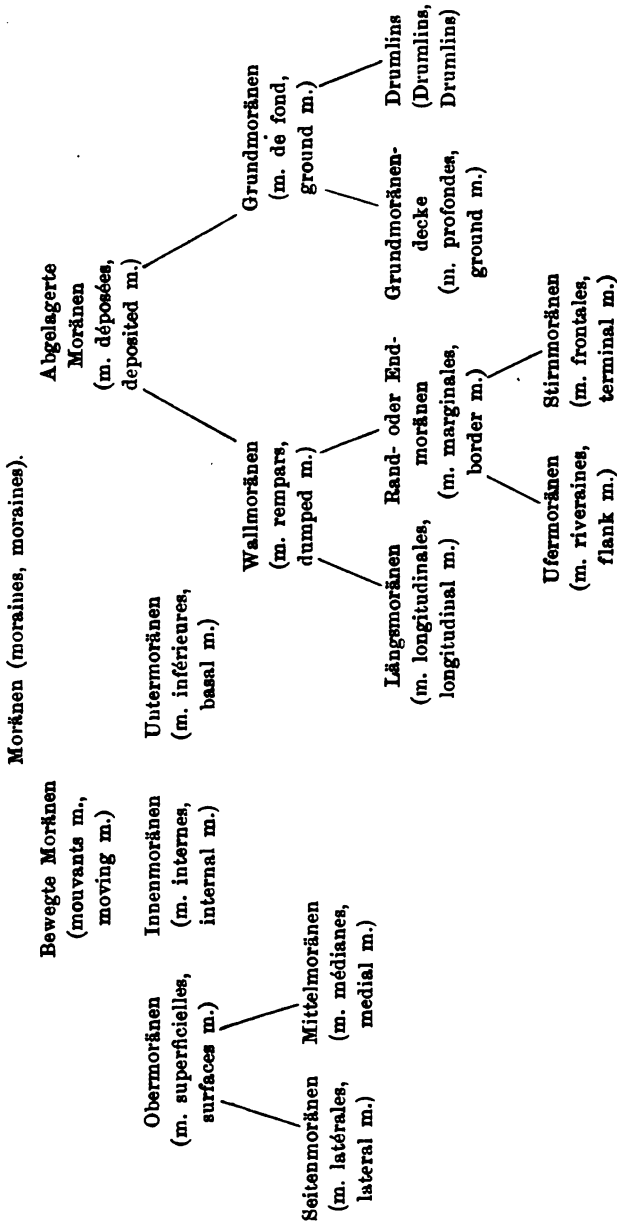 Moränen (moraines, moraines).
Bewegte Moränen
(mouvants m.,
moving m.)
Abgelagerte
Moränen
(m. déposées,
deposited m.)
Obermoränen
(m. superficielles,
surfaces m.)
Innenmoränen
(m. internes,
internal m.)
Untermoränen
(m. inférieures,
basal m.)
Wallmoränen
(m. rempars,
dumped m.)
Grundmoränen
(m. de fond,
ground m.)
Seitenmoränen
(m. latérales,
lateral m.)
Mittelmoränen
(m. médianes,
medial m.)
Längsmoränen
(m. longitudinales,
longitudinal m.)
Rand- oder End-
moränen
(m. marginales,
border m.)
Grundmoränen-
decke
(m. profondes,
ground m.)
Drumlins
(Drumlins,
Drumlins)
Ufermoränen
(m. riveraines,
flank m.)
Stirnmoränen
(m. frontales,
terminal m.)